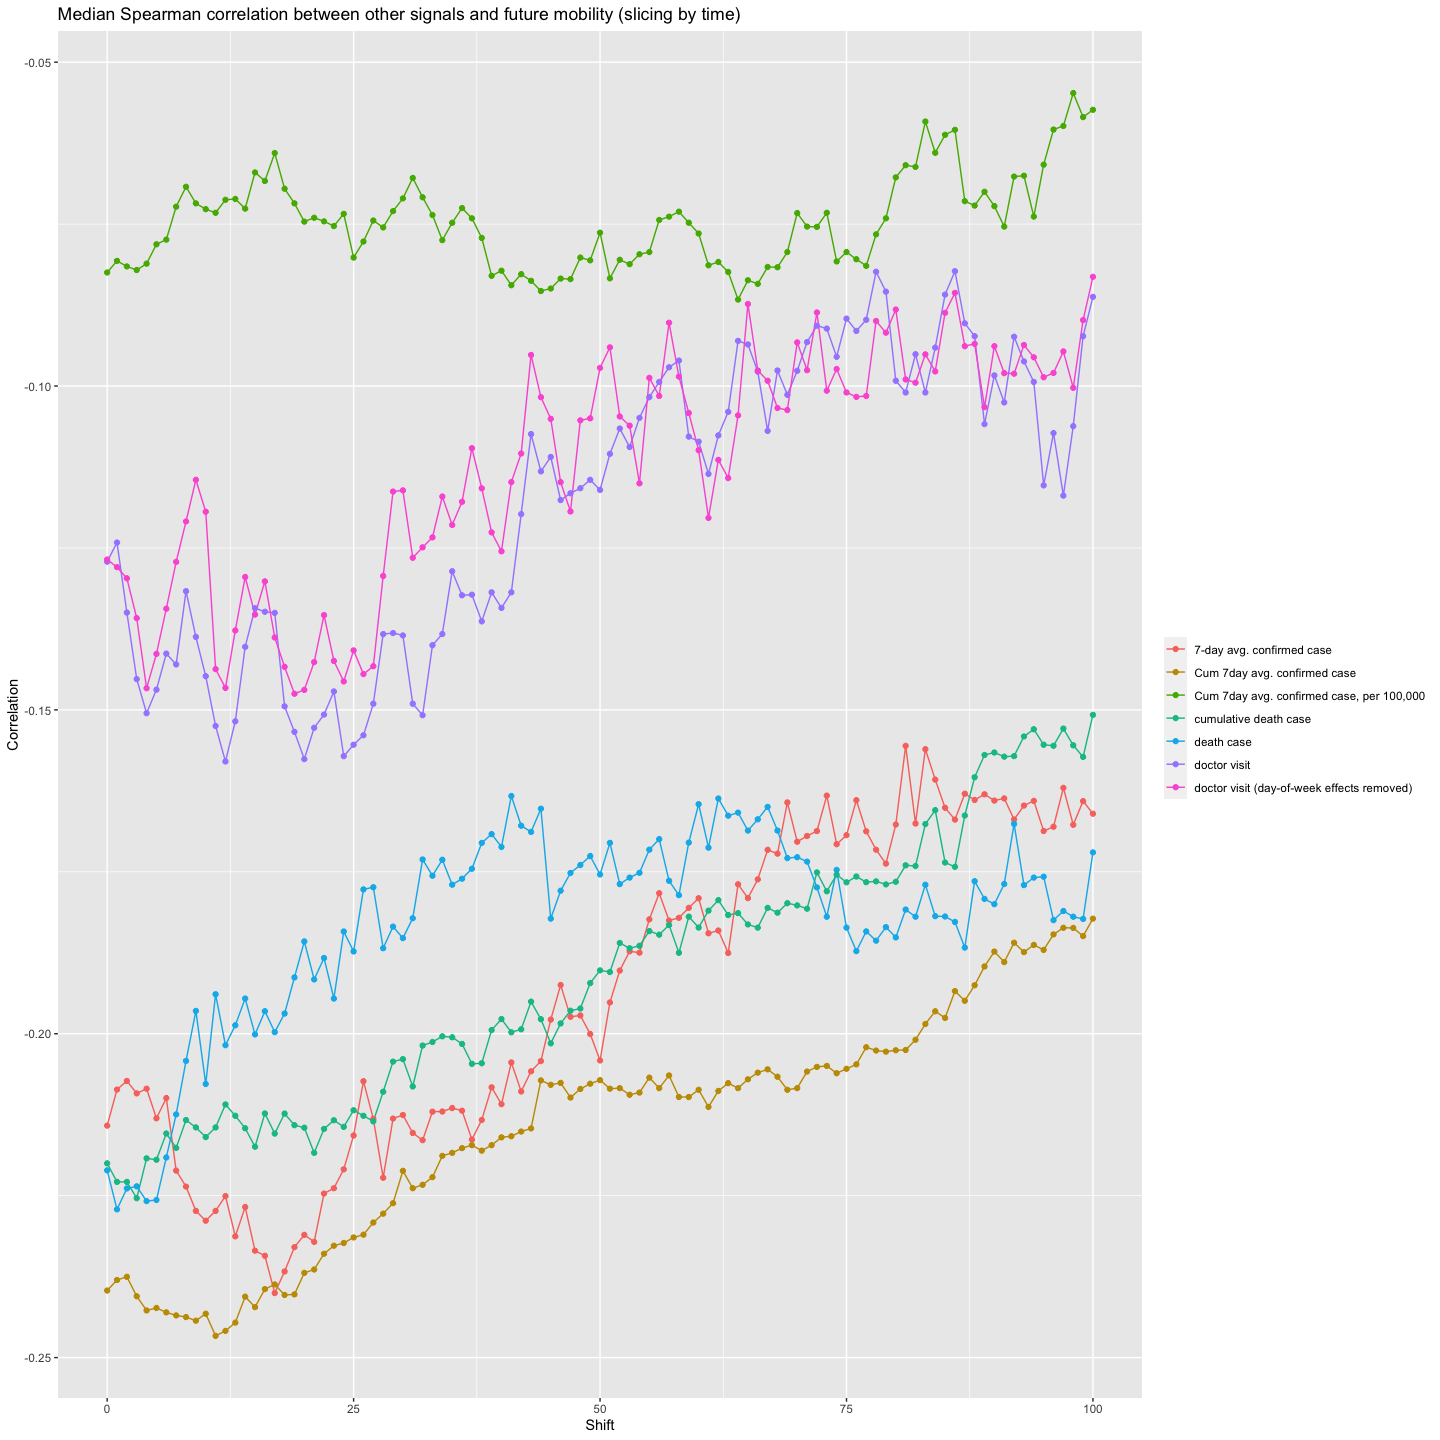 Median Spearman correlation between other signals and future mobility (slicing by time)
-0.05
-0.10
-0.15
-0.20
-0.25
Correlation
0
25
50
75
100
Shift
7-day avg. confirmed case
Cum 7day avg. confirmed case
Cum 7day avg. confirmed case, per 100,000
cumulative death case
death case
doctor visit
doctor visit (day-of-week effects removed)